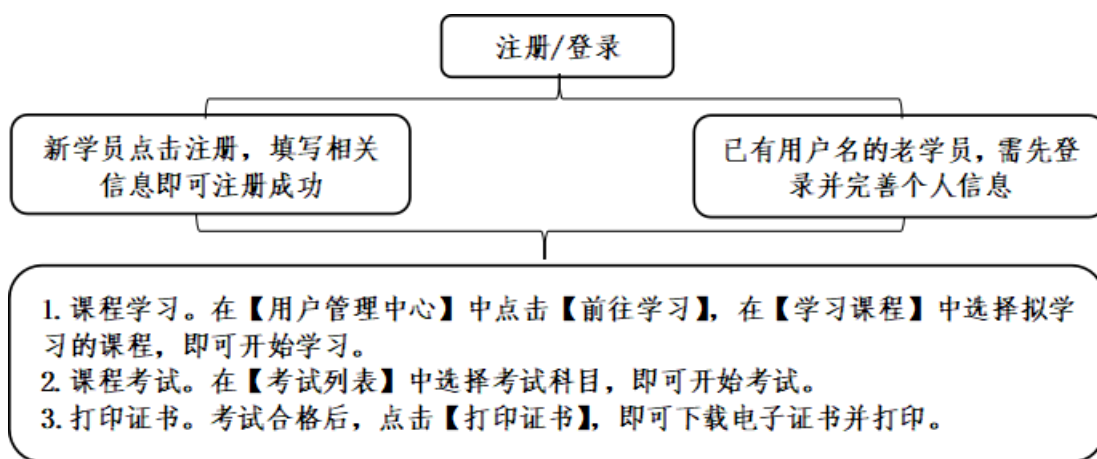 注册/登录
新学员点击注册，填写相关
信息即可注册成功
已有用户名的老学员，需先登
录并完善个人信息
1. 课程学习。在【用户管理中心】中点击【前往学习】，在【学习课程】中选择拟学
习的课程，即可开始学习。
2. 课程考试。在【考试列表】中选择考试科目，即可开始考试。
3. 打印证书。考试合格后，点击【打印证书】，即可下载电子证书并打印。